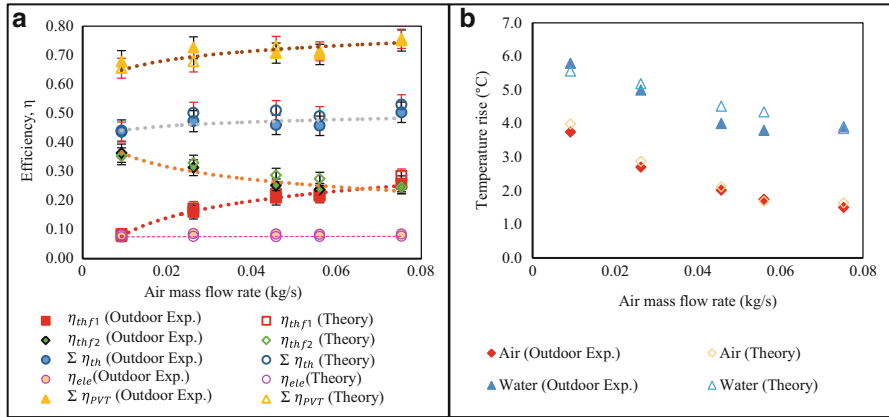 a
Efficiency, η
0.80
0.70
0.60
0.50
0.40
0.30
0.20
0.10
0.00
0 0.02 0.04 0.06 0.08
Air mass flow rate (kg/s)
η_thf1 (Outdoor Exp.) η_thf1 (Theory)
η_thf2 (Outdoor Exp.) η_thf2 (Theory)
Σ η_th (Outdoor Exp.) Σ η_th (Theory)
η_ele(Outdoor Exp.) η_ele(Theory)
Σ η_PVT (Outdoor Exp.) Σ η_PVT (Theory)
b
Temperature rise (°C)
7.0
6.0
5.0
4.0
3.0
2.0
1.0
0.0
0 0.02 0.04 0.06 0.08
Air mass flow rate (kg/s)
Air (Outdoor Exp.) Air (Theory)
Water (Outdoor Exp.) Water (Theory)